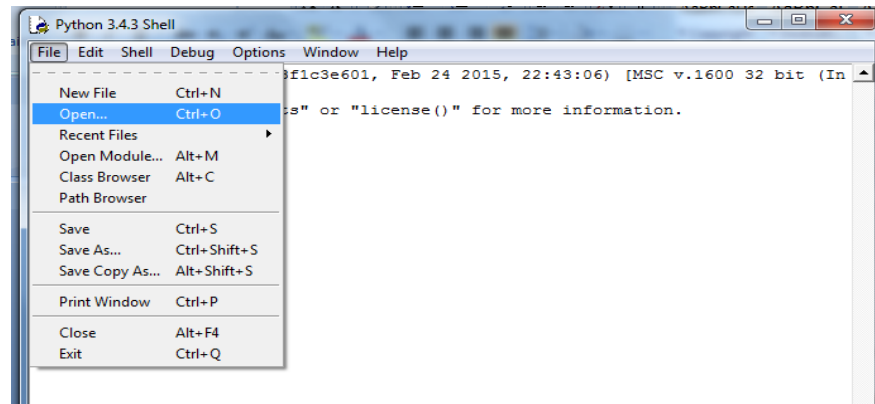 Python 3.4.3 Shell
File Edit Shell Debug Options Window Help
f1c3e601, Feb 24 2015, 22:43:06) [MSC v.1600 32 bit (In
New File Ctrl+N
Open... Ctrl+O
s" or "license()" for more information.
Recent Files
Open Module... Alt+M
Class Browser Alt+C
Path Browser
Save Ctrl+S
Save As... Ctrl+Shift+S
Save Copy As... Alt+Shift+S
Print Window Ctrl+P
Close Alt+F4
Exit Ctrl+Q